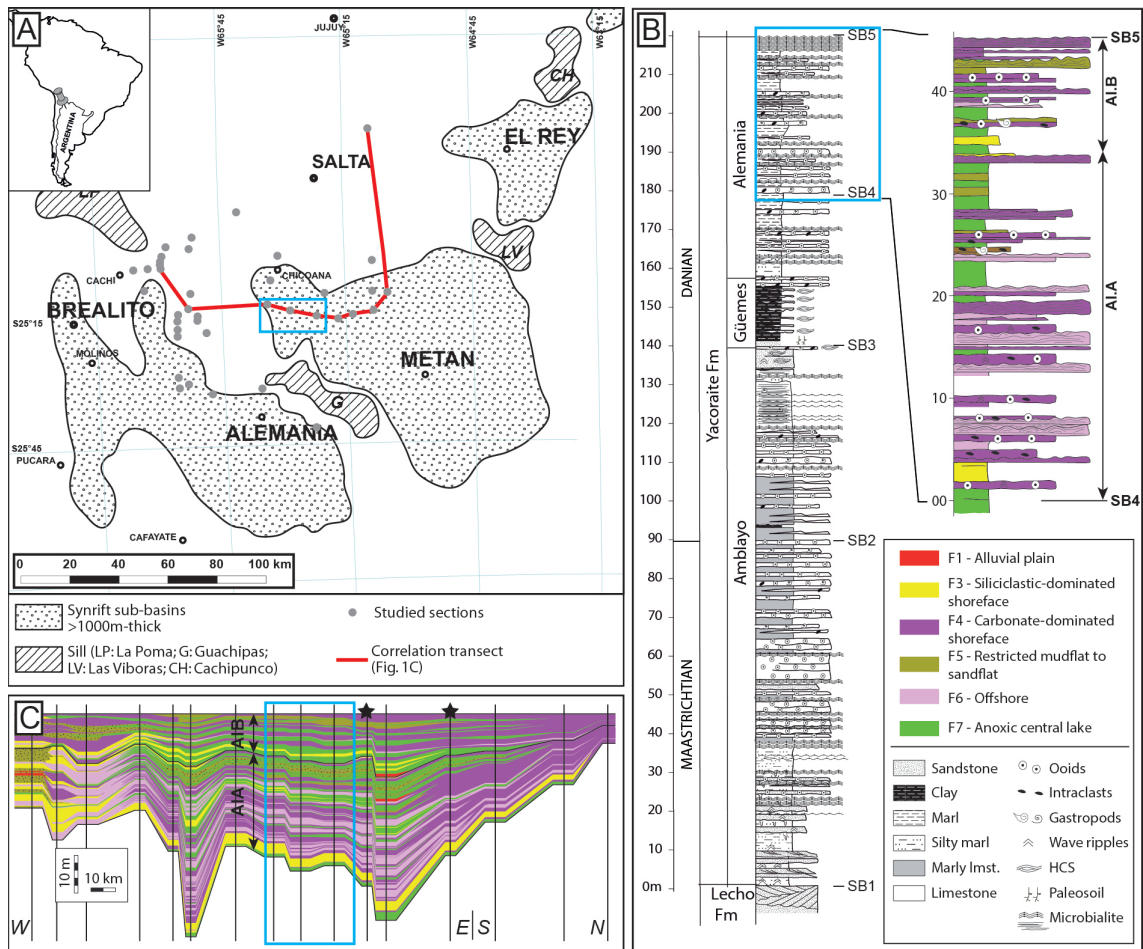 A
ARGENTINA
W65°45'
W65°15'
JUJUY
W64°45'
CH
EL REY
SALTA
LP
LV
CACHI
CHICOANA
BREALITO
S25°15'
MOLINOS
METAN
G
ALEMANIA
S25°45'
PUCARA
CAFAYATE
0 20 40 60 80 100 km
Synrift sub-basins
>1000m-thick
Studied sections
Sill (LP: La Poma; G: Guachipas;
LV: Las Viboras; CH: Cachipunco)
Correlation transect
(Fig. 1C)
C
AIB
AIA
10 m
10 km
W
E
S
N
B
SB5
210
200
190
SB4
180
170
160
150
SB3
140
130
120
110
100
SB2
90
80
70
60
50
40
30
20
10
0m
SB1
DANIAN
MAASTRICHTIAN
Yacoraite Fm
Alemania
Güemes
Amblayo
Lecho
Fm
SB5
40
Al.B
30
20
Al.A
10
00
SB4
F1 - Alluvial plain
F3 - Siliciclastic-dominated
shoreface
F4 - Carbonate-dominated
shoreface
F5 - Restricted mudflat to
sandflat
F6 - Offshore
F7 - Anoxic central lake
Sandstone
Ooids
Clay
Intraclasts
Marl
Gastropods
Silty marl
Wave ripples
Marly lmst.
HCS
Limestone
Paleosoil
Microbialite